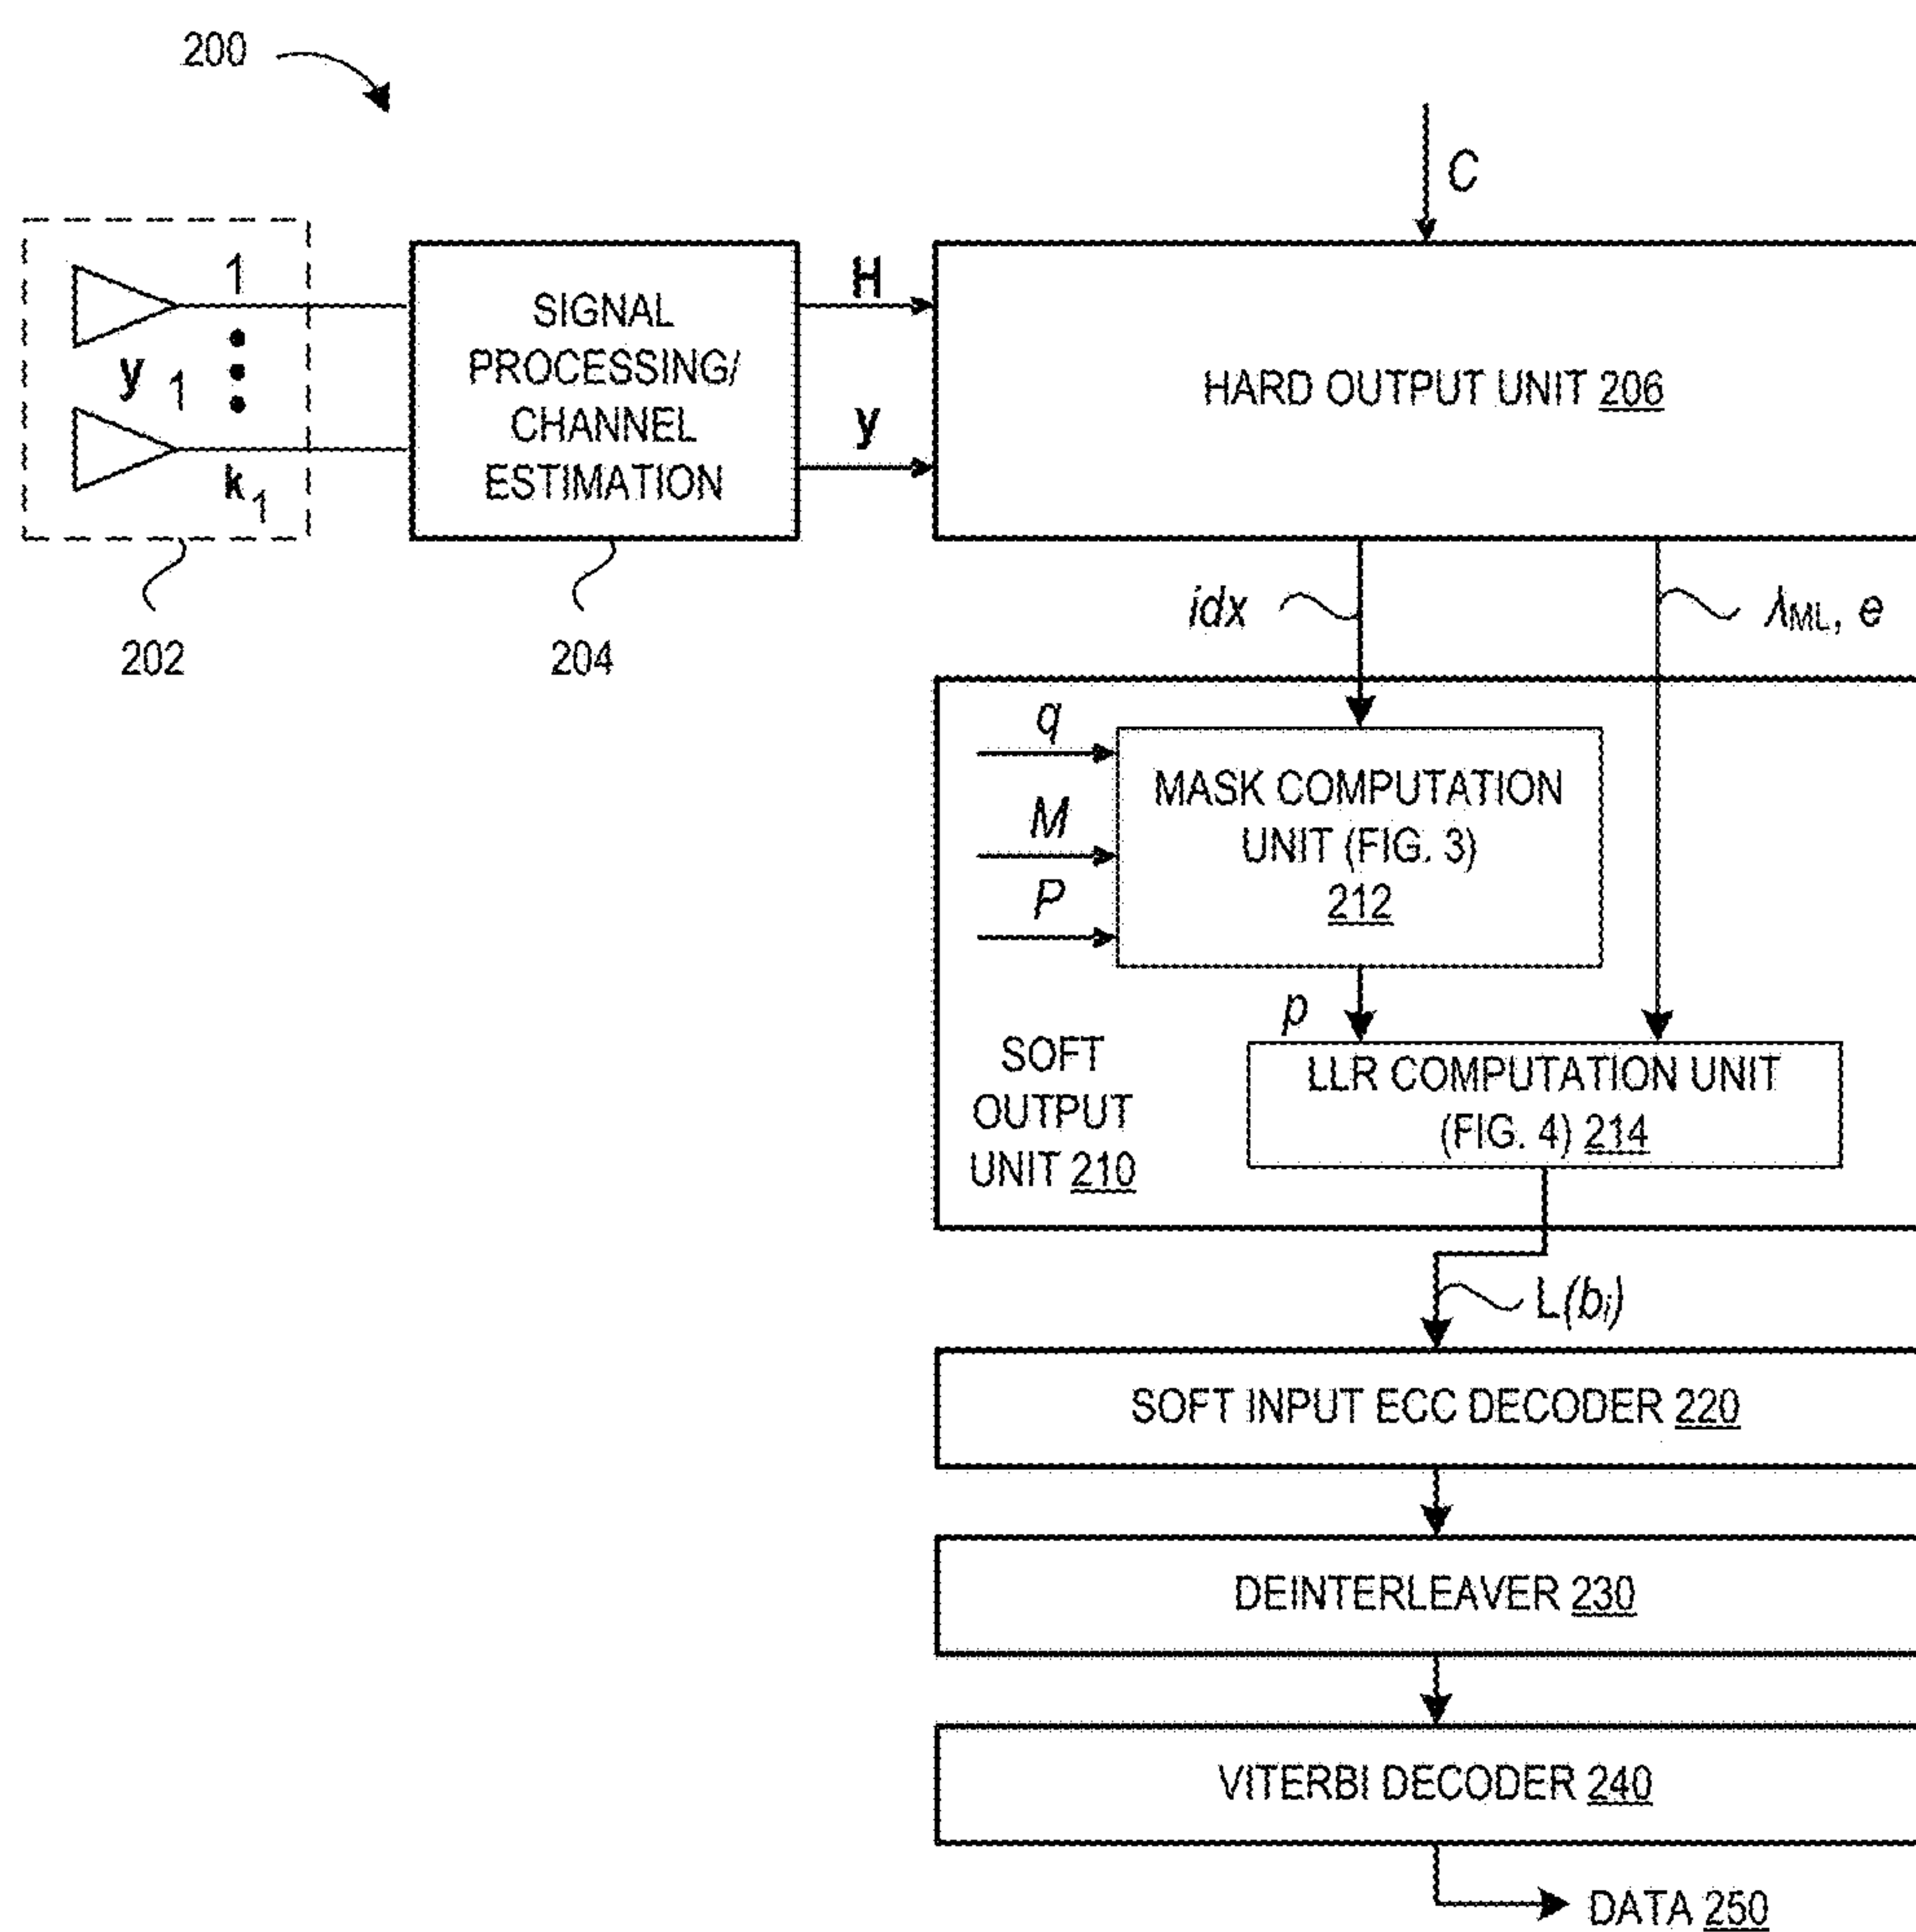 200
C
1
y 1
k1
SIGNAL
PROCESSING/
CHANNEL
ESTIMATION
H
y
HARD OUTPUT UNIT 206
202
204
idx
λML, e
q
M
P
MASK COMPUTATION
UNIT (FIG. 3)
212
p
SOFT
OUTPUT
UNIT 210
LLR COMPUTATION UNIT
(FIG. 4) 214
L(bi)
SOFT INPUT ECC DECODER 220
DEINTERLEAVER 230
VITERBI DECODER 240
DATA 250